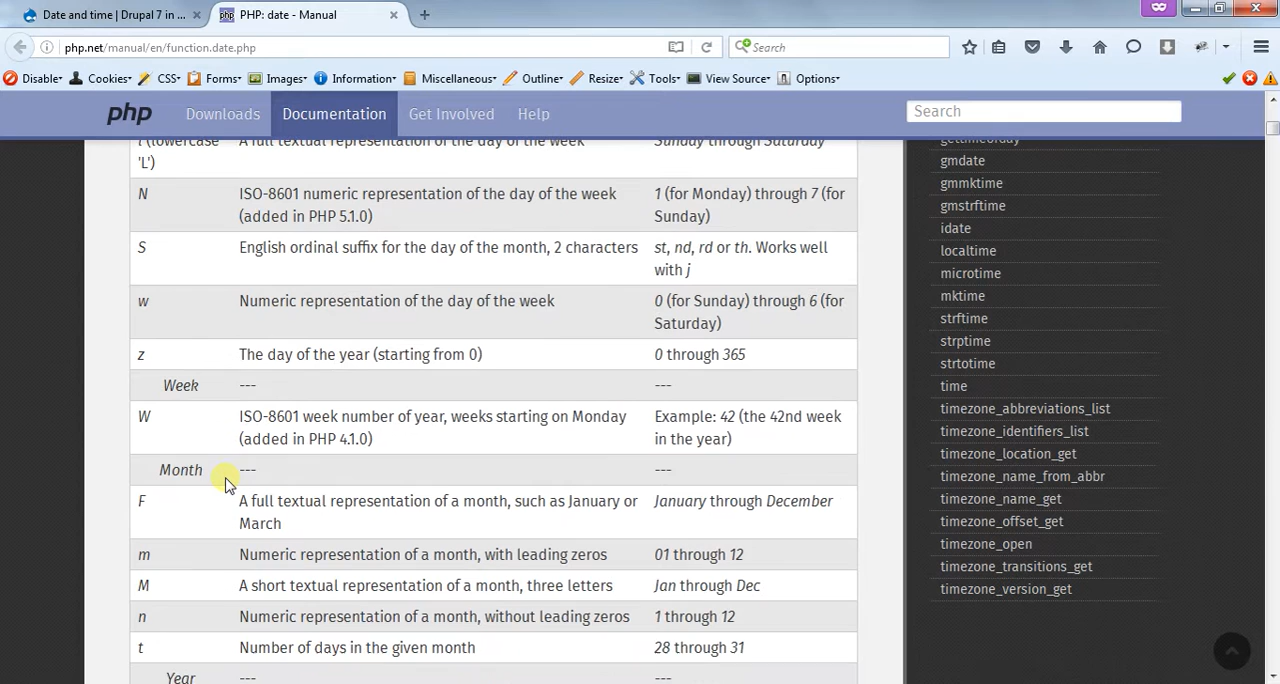 Date and time | Drupal 7 in ... ×
PHP: date - Manual ×
+
php.net/manual/en/function.date.php
Search
Disable
Cookies
CSS
Forms
Images
Information
Miscellaneous
Outline
Resize
Tools
View Source
Options
php Downloads Documentation Get Involved Help
Search
l (lowercase 'L') A full textual representation of the day of the week Sunday through Saturday
N ISO-8601 numeric representation of the day of the week 1 (for Monday) through 7 (for
(added in PHP 5.1.0) Sunday)
S English ordinal suffix for the day of the month, 2 characters st, nd, rd or th. Works well
with j
w Numeric representation of the day of the week 0 (for Sunday) through 6 (for
Saturday)
z The day of the year (starting from 0) 0 through 365
Week --- ---
W ISO-8601 week number of year, weeks starting on Monday Example: 42 (the 42nd week
(added in PHP 4.1.0) in the year)
Month --- ---
F A full textual representation of a month, such as January or January through December
March
m Numeric representation of a month, with leading zeros 01 through 12
M A short textual representation of a month, three letters Jan through Dec
n Numeric representation of a month, without leading zeros 1 through 12
t Number of days in the given month 28 through 31
Year --- ---
gettimeofday
gmdate
gmmktime
gmstrftime
idate
localtime
microtime
mktime
strftime
strptime
strtotime
time
timezone_abbreviations_list
timezone_identifiers_list
timezone_location_get
timezone_name_from_abbr
timezone_name_get
timezone_offset_get
timezone_open
timezone_transitions_get
timezone_version_get